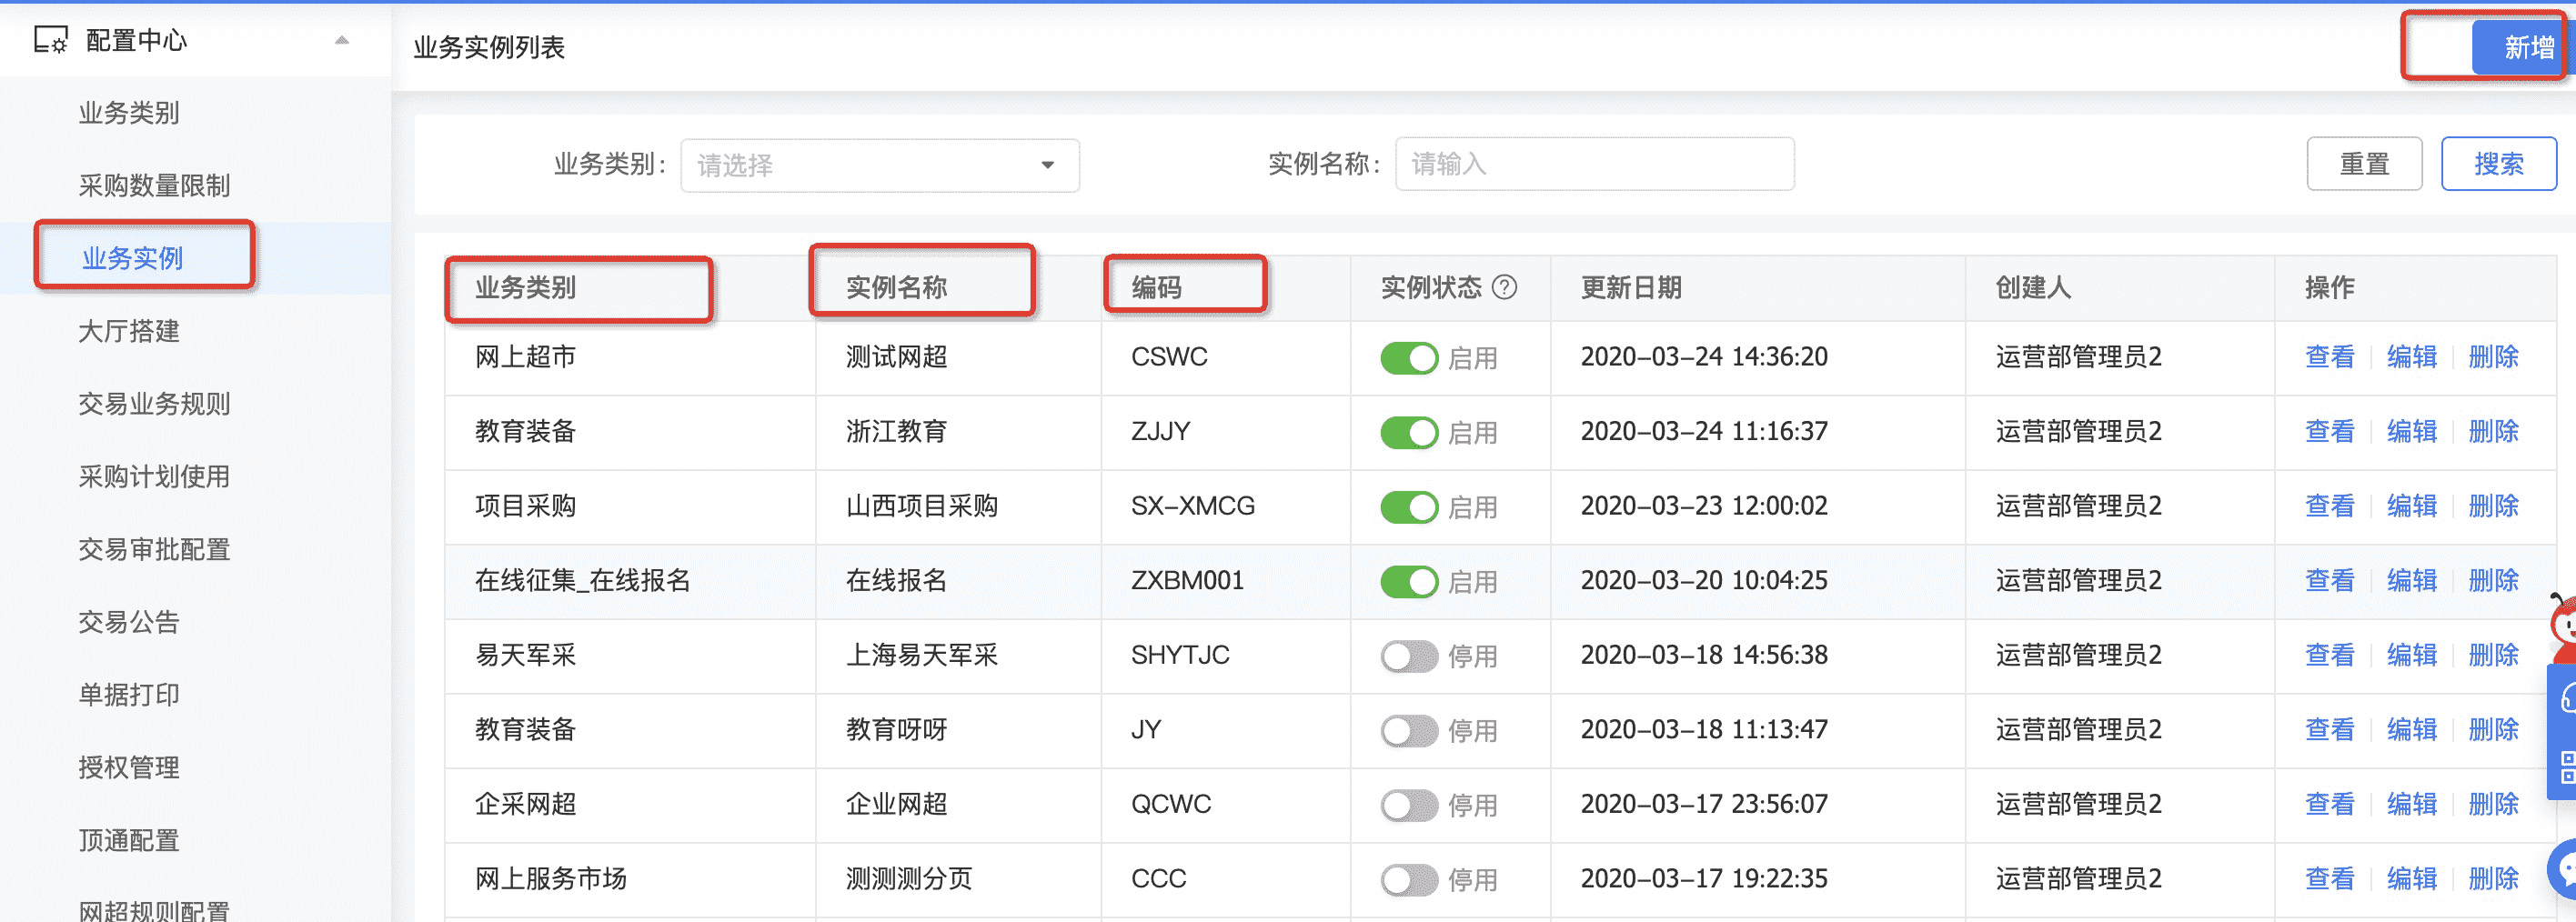 配置中心
业务类别
采购数量限制
业务实例
大厅搭建
交易业务规则
采购计划使用
交易审批配置
交易公告
单据打印
授权管理
顶通配置
网超规则配置
业务实例列表
新增
业务类别: 请选择 实例名称: 请输入 重置 搜索
业务类别 实例名称 编码 实例状态 ? 更新日期 创建人 操作
网上超市 测试网超 CSWC 启用 2020-03-24 14:36:20 运营部管理员2 查看 编辑 删除
教育装备 浙江教育 ZJJY 启用 2020-03-24 11:16:37 运营部管理员2 查看 编辑 删除
项目采购 山西项目采购 SX-XMCG 启用 2020-03-23 12:00:02 运营部管理员2 查看 编辑 删除
在线征集_在线报名 在线报名 ZXBM001 启用 2020-03-20 10:04:25 运营部管理员2 查看 编辑 删除
易天军采 上海易天军采 SHYTJC 停用 2020-03-18 14:56:38 运营部管理员2 查看 编辑 删除
教育装备 教育呀呀 JY 停用 2020-03-18 11:13:47 运营部管理员2 查看 编辑 删除
企采网超 企业网超 QCWC 停用 2020-03-17 23:56:07 运营部管理员2 查看 编辑 删除
网上服务市场 测测测分页 CCC 停用 2020-03-17 19:22:35 运营部管理员2 查看 编辑 删除